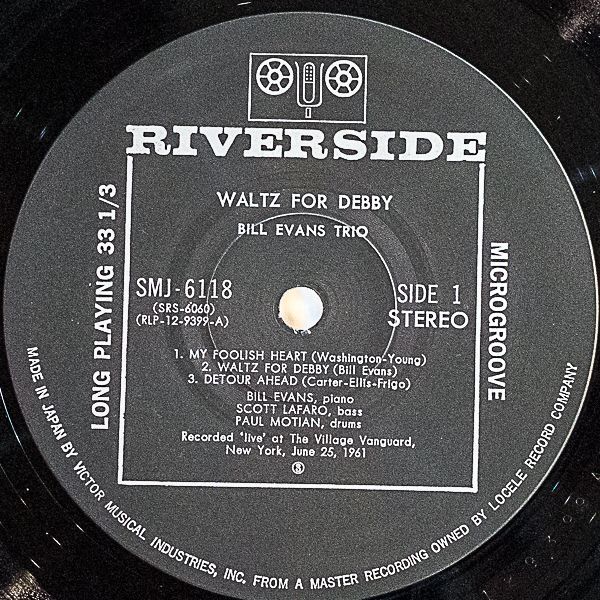 RIVERSIDE
WALTZ FOR DEBBY
BILL EVANS TRIO
LONG PLAYING 33 1/3
MICROGROOVE
SMJ-6118
(SRS-6060)
(RLP-12-9399-A)
SIDE 1
STEREO
1. MY FOOLISH HEART (Washington-Young)
2. WALTZ FOR DEBBY (Bill Evans)
3. DETOUR AHEAD (Carter-Ellis-Frigo)
BILL EVANS, piano
SCOTT LAFARO, bass
PAUL MOTIAN, drums
Recorded 'live' at The Village Vanguard,
New York, June 25, 1961
MADE IN JAPAN BY VICTOR MUSICAL INDUSTRIES, INC. FROM A MASTER RECORDING OWNED BY LOCELE RECORD COMPANY